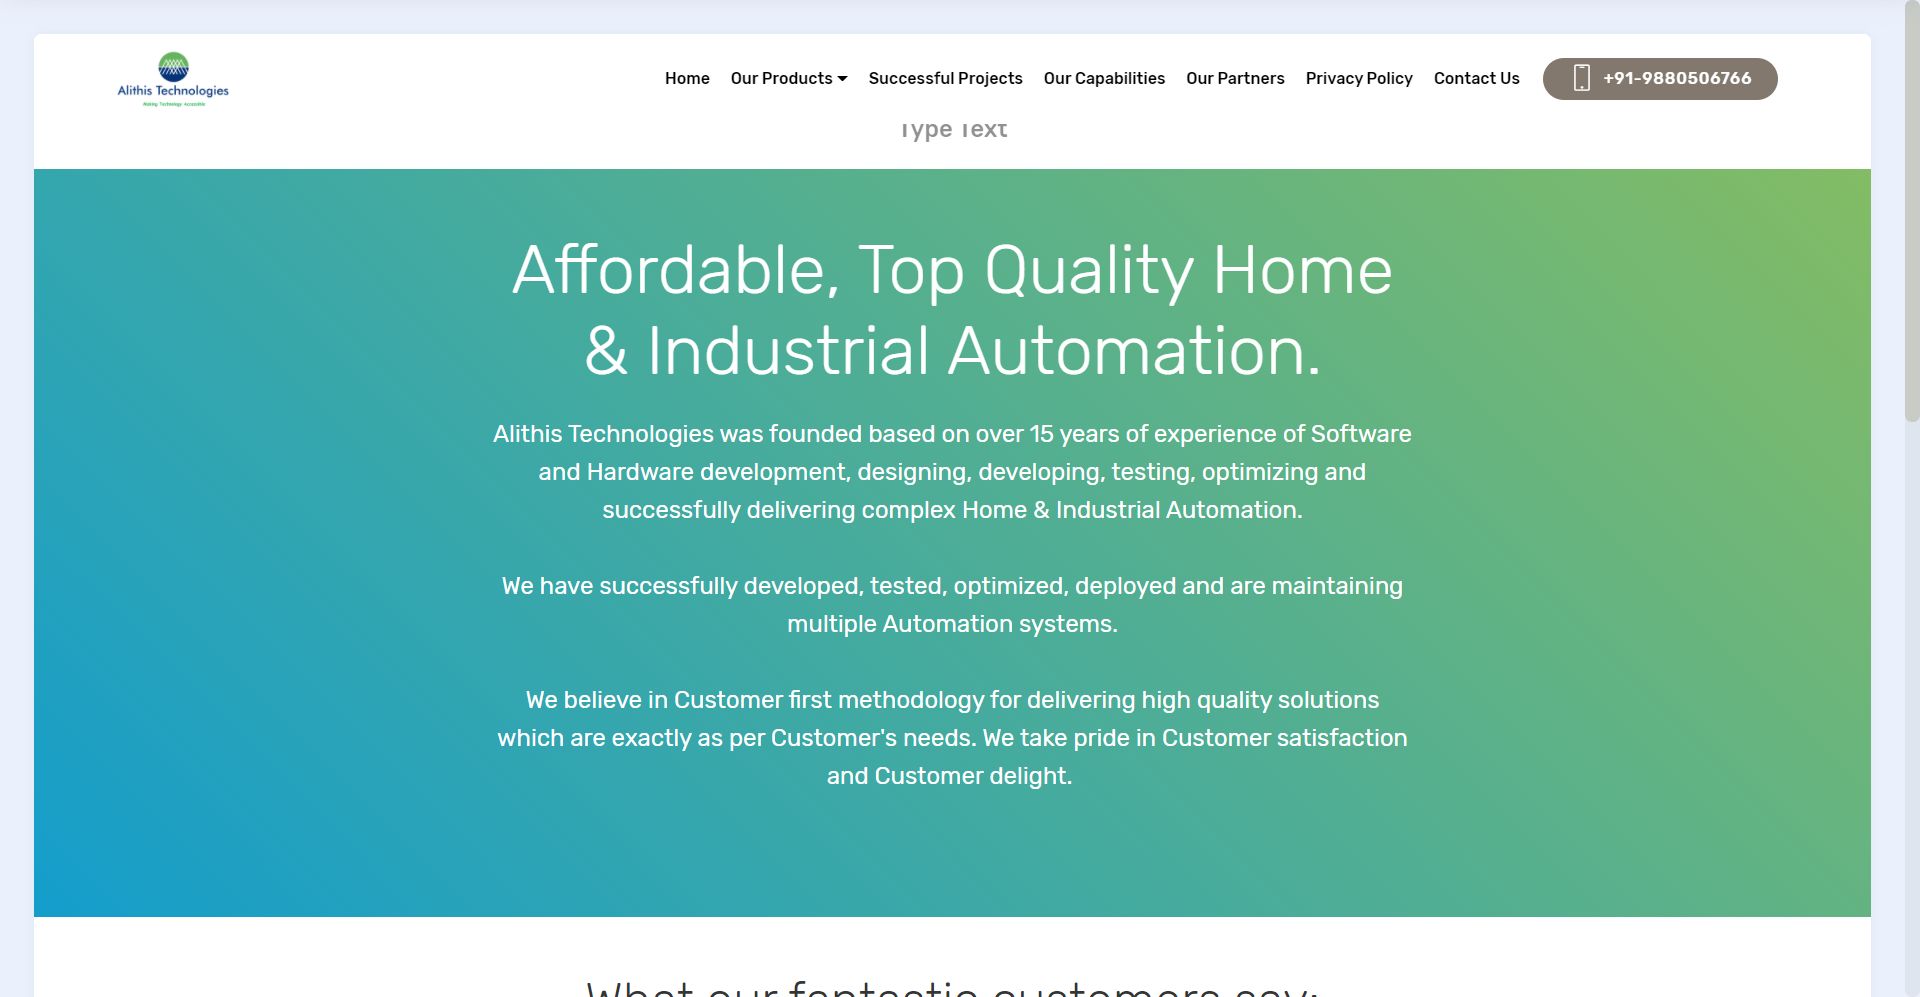 Alithis Technologies
Making Technology Accessible
Home Our Products Successful Projects Our Capabilities Our Partners Privacy Policy Contact Us +91-9880506766
Type Text
Affordable, Top Quality Home
& Industrial Automation.
Alithis Technologies was founded based on over 15 years of experience of Software
and Hardware development, designing, developing, testing, optimizing and
successfully delivering complex Home & Industrial Automation.
We have successfully developed, tested, optimized, deployed and are maintaining
multiple Automation systems.
We believe in Customer first methodology for delivering high quality solutions
which are exactly as per Customer's needs. We take pride in Customer satisfaction
and Customer delight.
What our fantastic customers say: